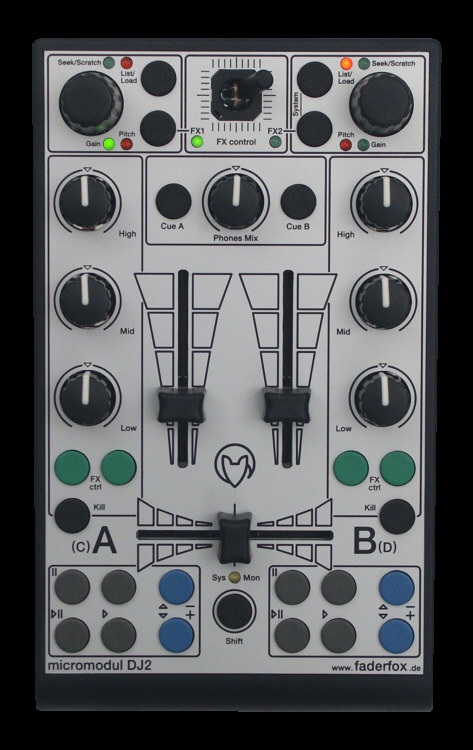 Seek/Scratch
List/
Load
Gain
Pitch
FX1
FX control
FX2
System
List/
Load
Seek/Scratch
Pitch
Gain
High
Cue A
Phones Mix
Cue B
High
Mid
Mid
Low
Low
FX
ctrl
FX
ctrl
Kill
Kill
(C) A
B (D)
Sys
Mon
Shift
micromodul DJ2
www.faderfox.de